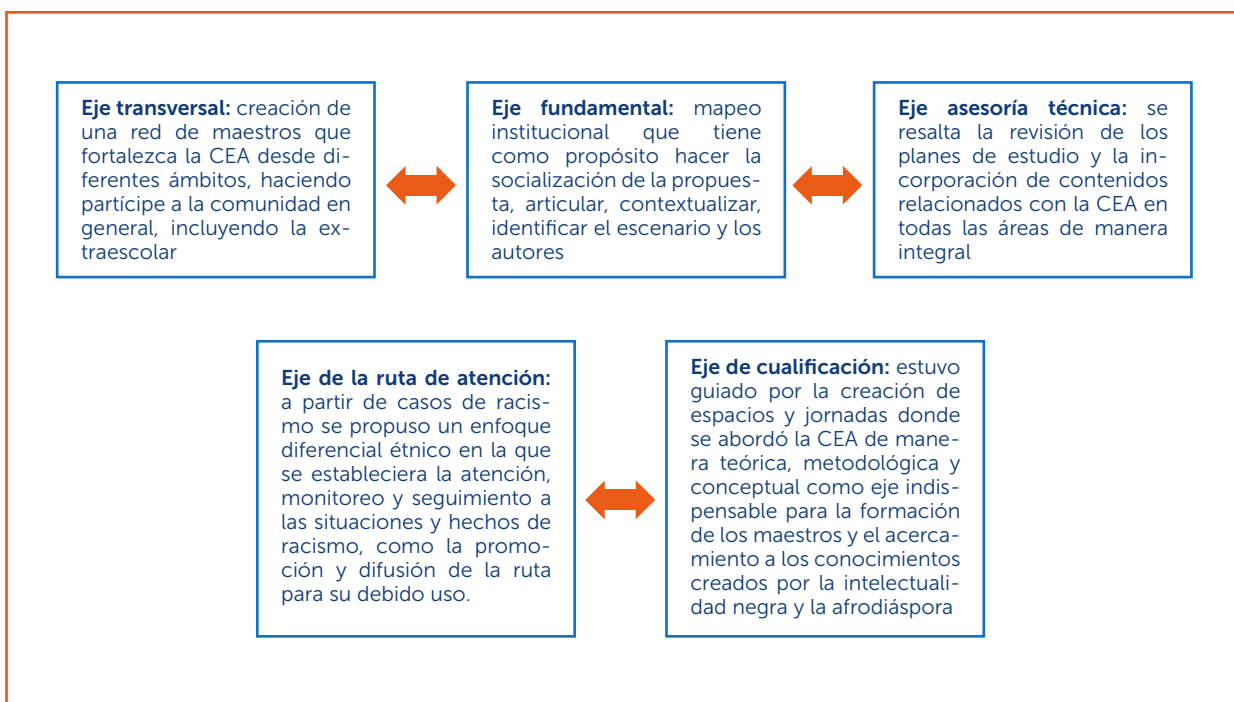 Eje transversal: creación de
una red de maestros que
fortalezca la CEA desde di-
ferentes ámbitos, haciendo
partícipe a la comunidad en
general, incluyendo la ex-
traescolar
Eje fundamental: mapeo
institucional que tiene
como propósito hacer la
socialización de la propues-
ta, articular, contextualizar,
identificar el escenario y los
autores
Eje asesoría técnica: se
resalta la revisión de los
planes de estudio y la in-
corporación de contenidos
relacionados con la CEA en
todas las áreas de manera
integral
Eje de la ruta de atención:
a partir de casos de racis-
mo se propuso un enfoque
diferencial étnico en la que
se estableciera la atención,
monitoreo y seguimiento a
las situaciones y hechos de
racismo, como la promo-
ción y difusión de la ruta
para su debido uso.
Eje de cualificación: estuvo
guiado por la creación de
espacios y jornadas donde
se abordó la CEA de mane-
ra teórica, metodológica y
conceptual como eje indis-
pensable para la formación
de los maestros y el acerca-
miento a los conocimientos
creados por la intelectuali-
dad negra y la afrodiáspora